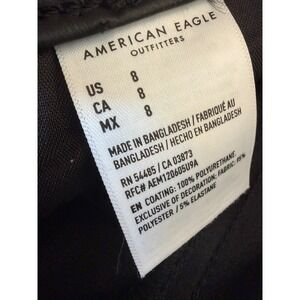 AMERICAN EAGLE
OUTFITTERS
US 8
CA 8
MX 8
MADE IN BANGLADESH / FABRIQUÉ AU
BANGLADESH / HECHO EN BANGLADESH
RN 54485 / CA 03873
RFC# AEM120605U9A
EN COATING: 100% POLYURETHANE
EXCLUSIVE OF DECORATION: FABRIC: 95%
POLYESTER / 5% ELASTANE